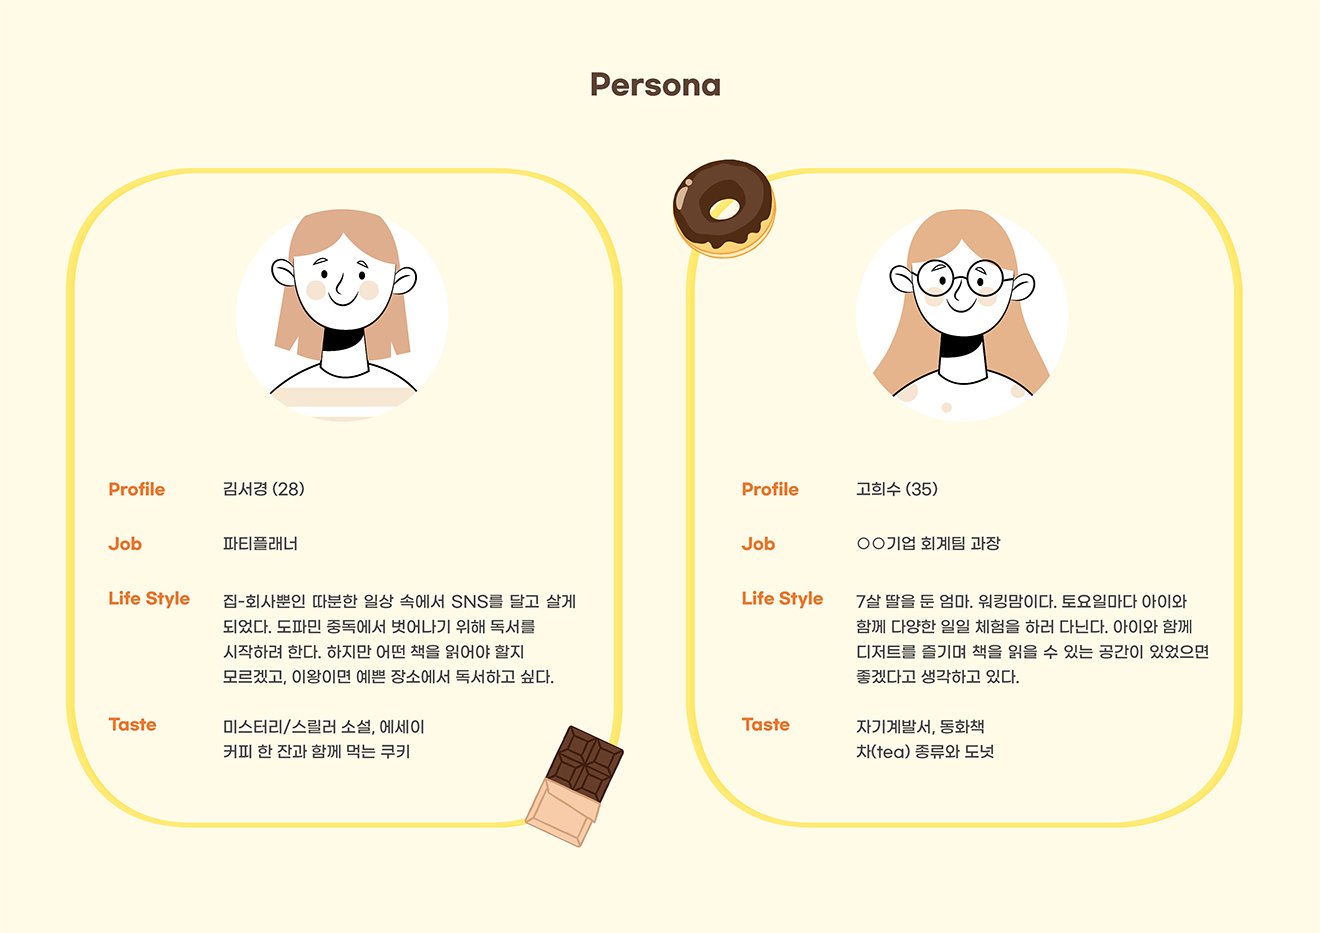 Persona
Profile 김서경 (28)
Job 파티플래너
Life Style 집-회사뿐인 따분한 일상 속에서 SNS를 달고 살게
되었다. 도파민 중독에서 벗어나기 위해 독서를
시작하려 한다. 하지만 어떤 책을 읽어야 할지
모르겠고, 이왕이면 예쁜 장소에서 독서하고 싶다.
Taste 미스터리/스릴러 소설, 에세이
커피 한 잔과 함께 먹는 쿠키
Profile 고희수 (35)
Job ○○기업 회계팀 과장
Life Style 7살 딸을 둔 엄마. 워킹맘이다. 토요일마다 아이와
함께 다양한 일일 체험을 하러 다닌다. 아이와 함께
디저트를 즐기며 책을 읽을 수 있는 공간이 있었으면
좋겠다고 생각하고 있다.
Taste 자기계발서, 동화책
차(tea) 종류와 도넛